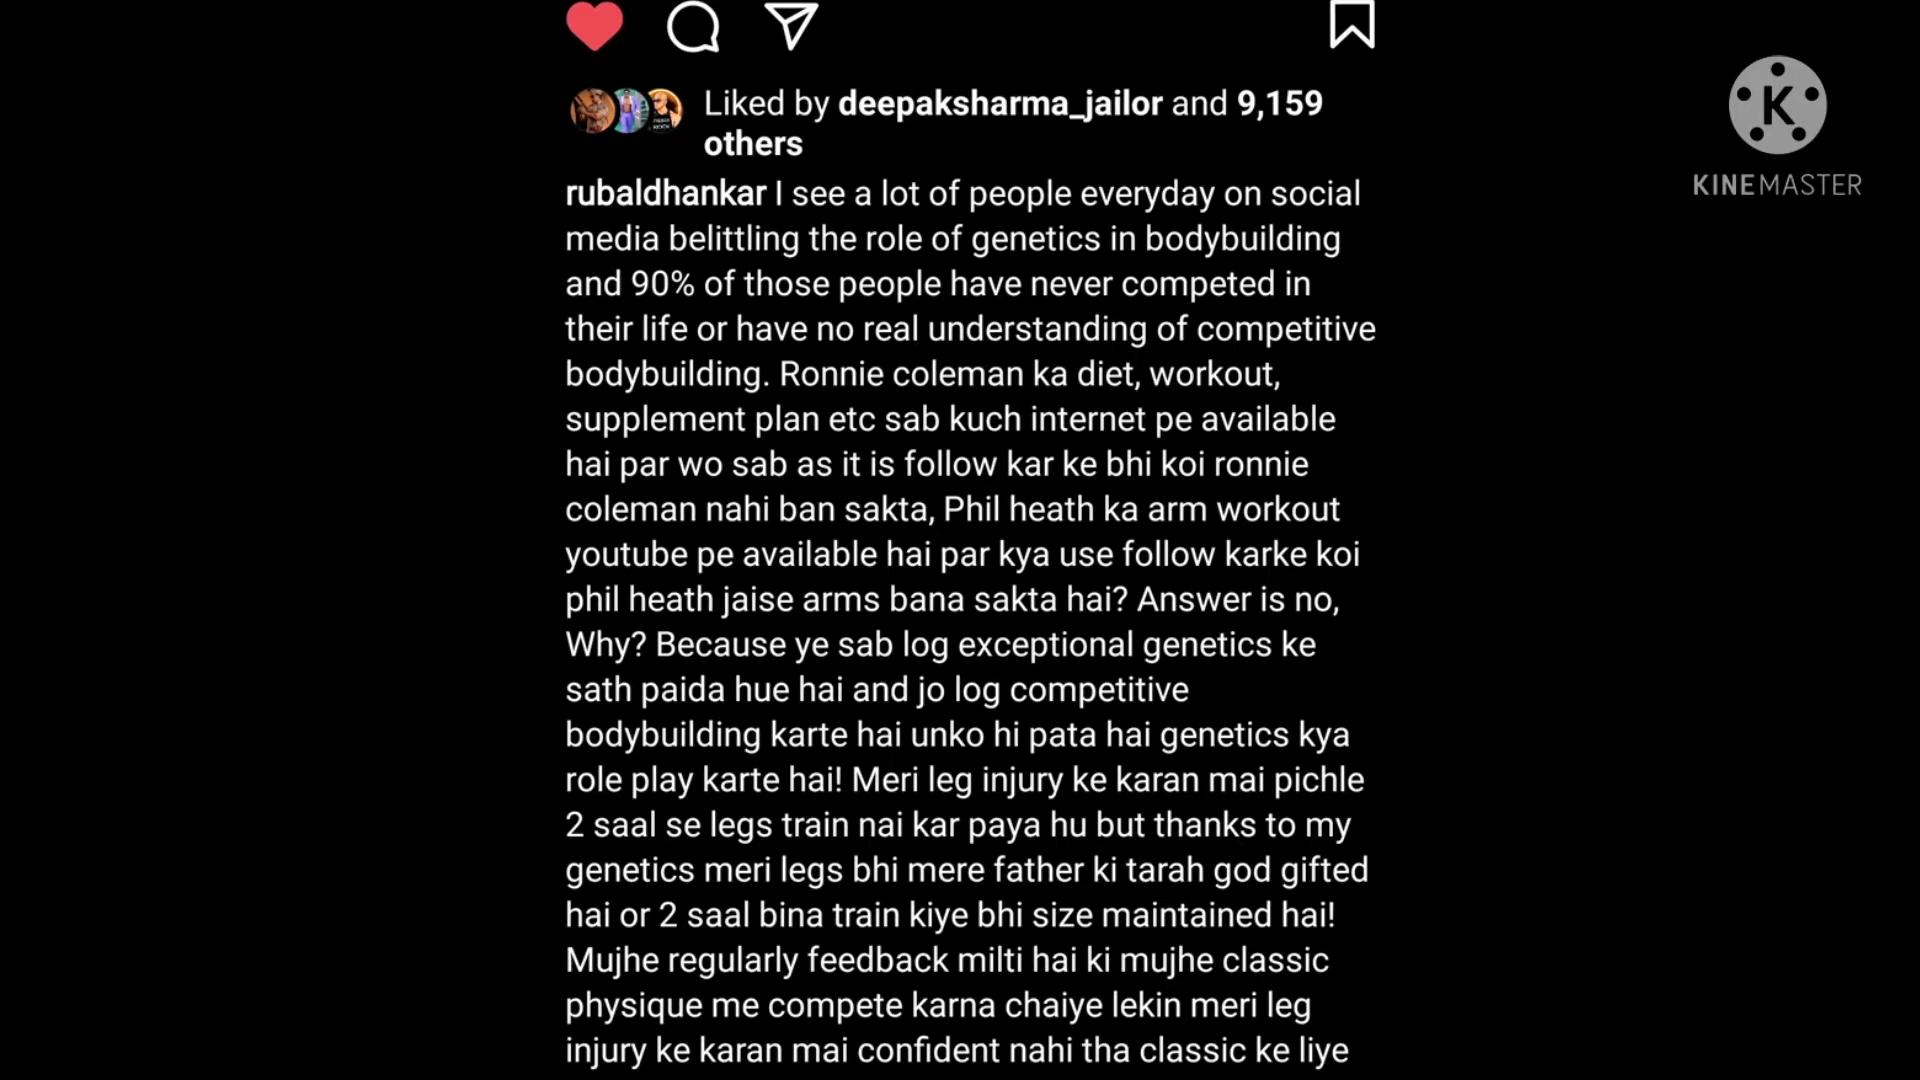 Liked by deepaksharma_jailor and 9,159
others
rubaldhankar I see a lot of people everyday on social
media belittling the role of genetics in bodybuilding
and 90% of those people have never competed in
their life or have no real understanding of competitive
bodybuilding. Ronnie coleman ka diet, workout,
supplement plan etc sab kuch internet pe available
hai par wo sab as it is follow kar ke bhi koi ronnie
coleman nahi ban sakta, Phil heath ka arm workout
youtube pe available hai par kya use follow karke koi
phil heath jaise arms bana sakta hai? Answer is no,
Why? Because ye sab log exceptional genetics ke
sath paida hue hai and jo log competitive
bodybuilding karte hai unko hi pata hai genetics kya
role play karte hai! Meri leg injury ke karan mai pichle
2 saal se legs train nai kar paya hu but thanks to my
genetics meri legs bhi mere father ki tarah god gifted
hai or 2 saal bina train kiye bhi size maintained hai!
Mujhe regularly feedback milti hai ki mujhe classic
physique me compete karna chaiye lekin meri leg
injury ke karan mai confident nahi tha classic ke liye
K
KINEMASTER